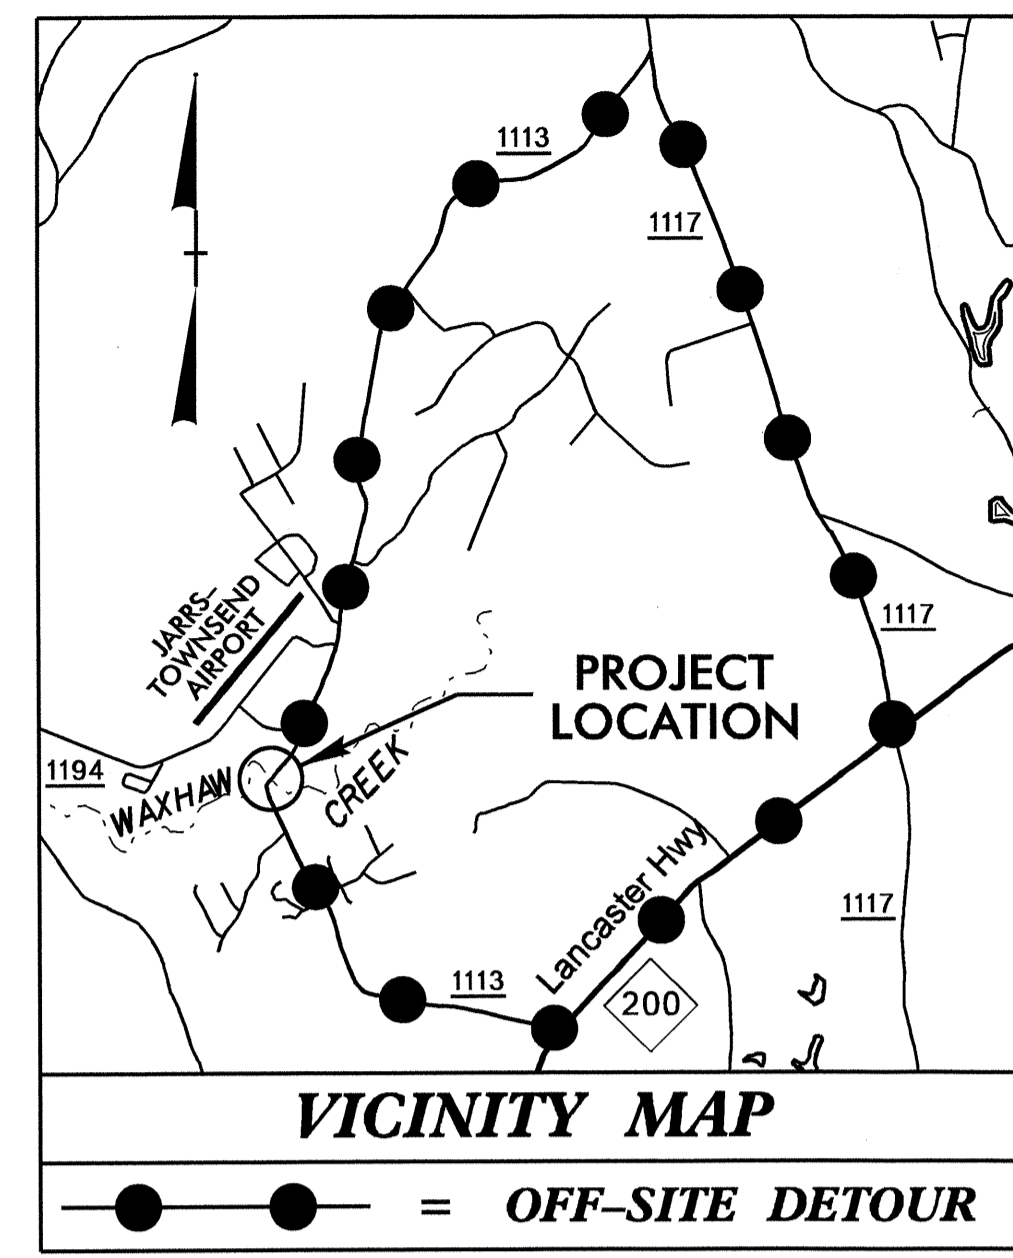 1113
1117
JARRS-
TOWNSEND
AIRPORT
1117
PROJECT
LOCATION
1194
WAXHAW
CREEK
Lancaster Hwy
1117
1113
200
VICINITY MAP
= OFF-SITE DETOUR